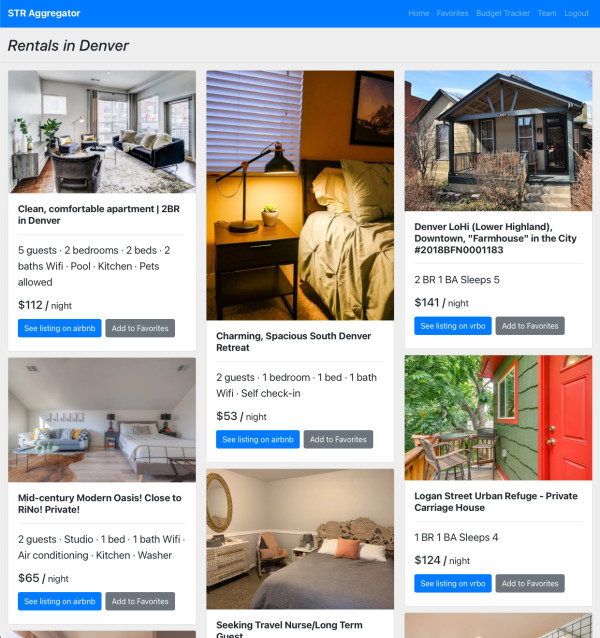 STR Aggregator
Home Favorites Budget Tracker Team Logout
Rentals in Denver
Clean, comfortable apartment | 2BR
in Denver
5 guests · 2 bedrooms · 2 beds · 2
baths Wifi · Pool · Kitchen · Pets
allowed
$112 / night
See listing on airbnb Add to Favorites
Mid-century Modern Oasis! Close to
RiNo! Private!
2 guests · Studio · 1 bed · 1 bath Wifi ·
Air conditioning · Kitchen · Washer
$65 / night
See listing on airbnb Add to Favorites
Charming, Spacious South Denver
Retreat
2 guests · 1 bedroom · 1 bed · 1 bath
Wifi · Self check-in
$53 / night
See listing on airbnb Add to Favorites
Seeking Travel Nurse/Long Term
Guest
Denver LoHi (Lower Highland),
Downtown, "Farmhouse" in the City
#2018BFN0001183
2 BR 1 BA Sleeps 5
$141 / night
See listing on vrbo Add to Favorites
Logan Street Urban Refuge - Private
Carriage House
1 BR 1 BA Sleeps 4
$124 / night
See listing on vrbo Add to Favorites